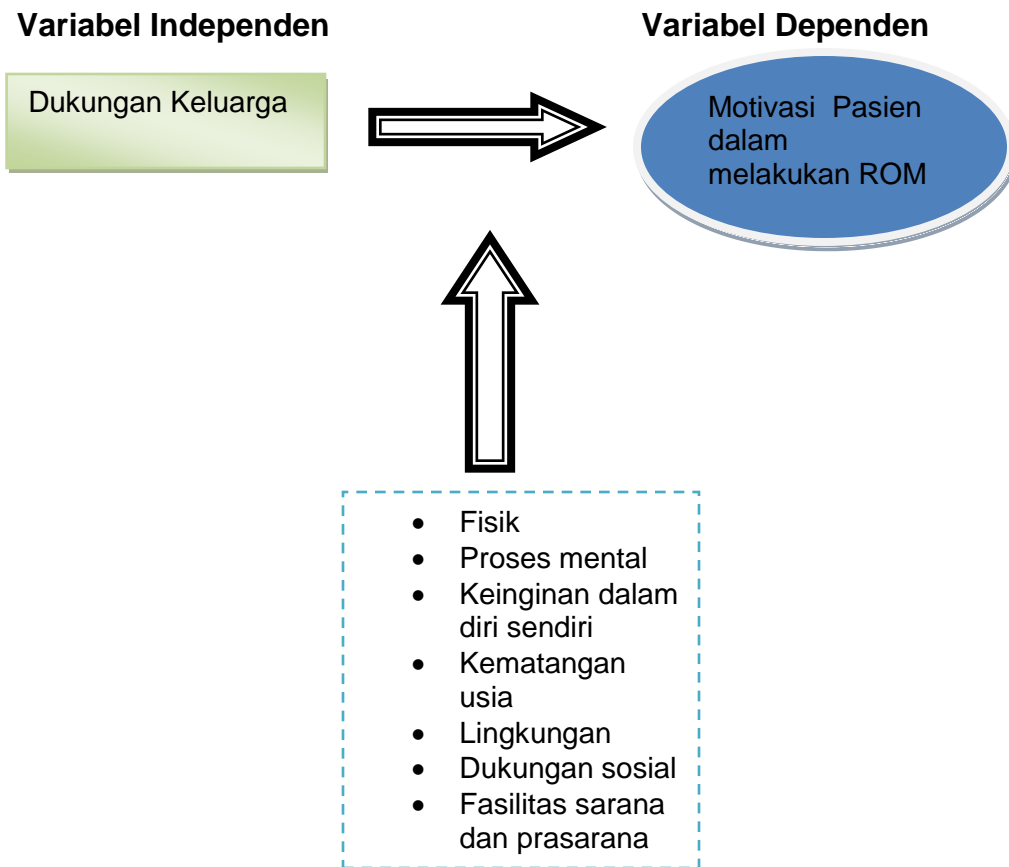 Variabel Independen
Variabel Dependen
Dukungan Keluarga
Motivasi Pasien
dalam
melakukan ROM
• Fisik
• Proses mental
• Keinginan dalam
diri sendiri
• Kematangan
usia
• Lingkungan
• Dukungan sosial
• Fasilitas sarana
dan prasarana